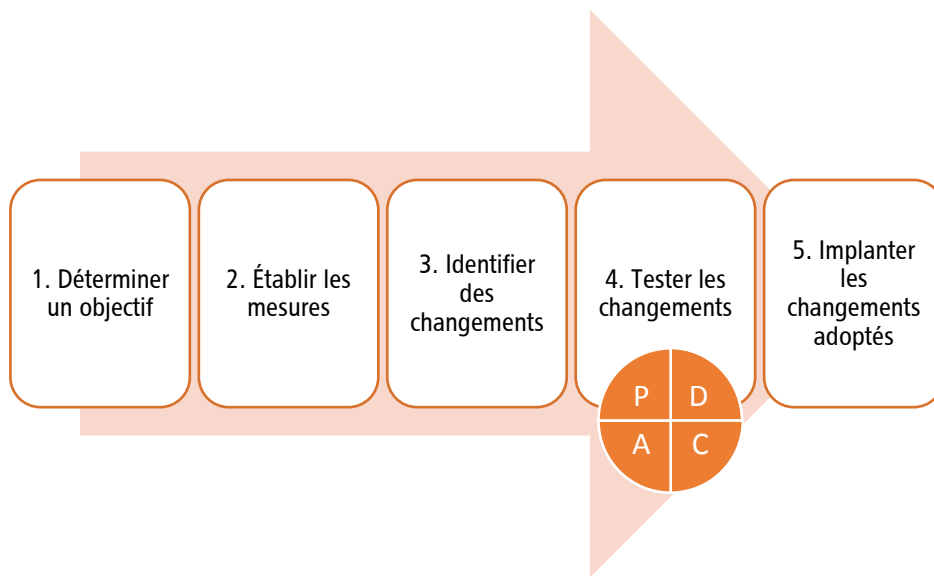 1. Déterminer
un objectif
2. Établir les
mesures
3. Identifier
des
changements
4. Tester les
changements
5. Implanter
les
changements
adoptés
P D
A C